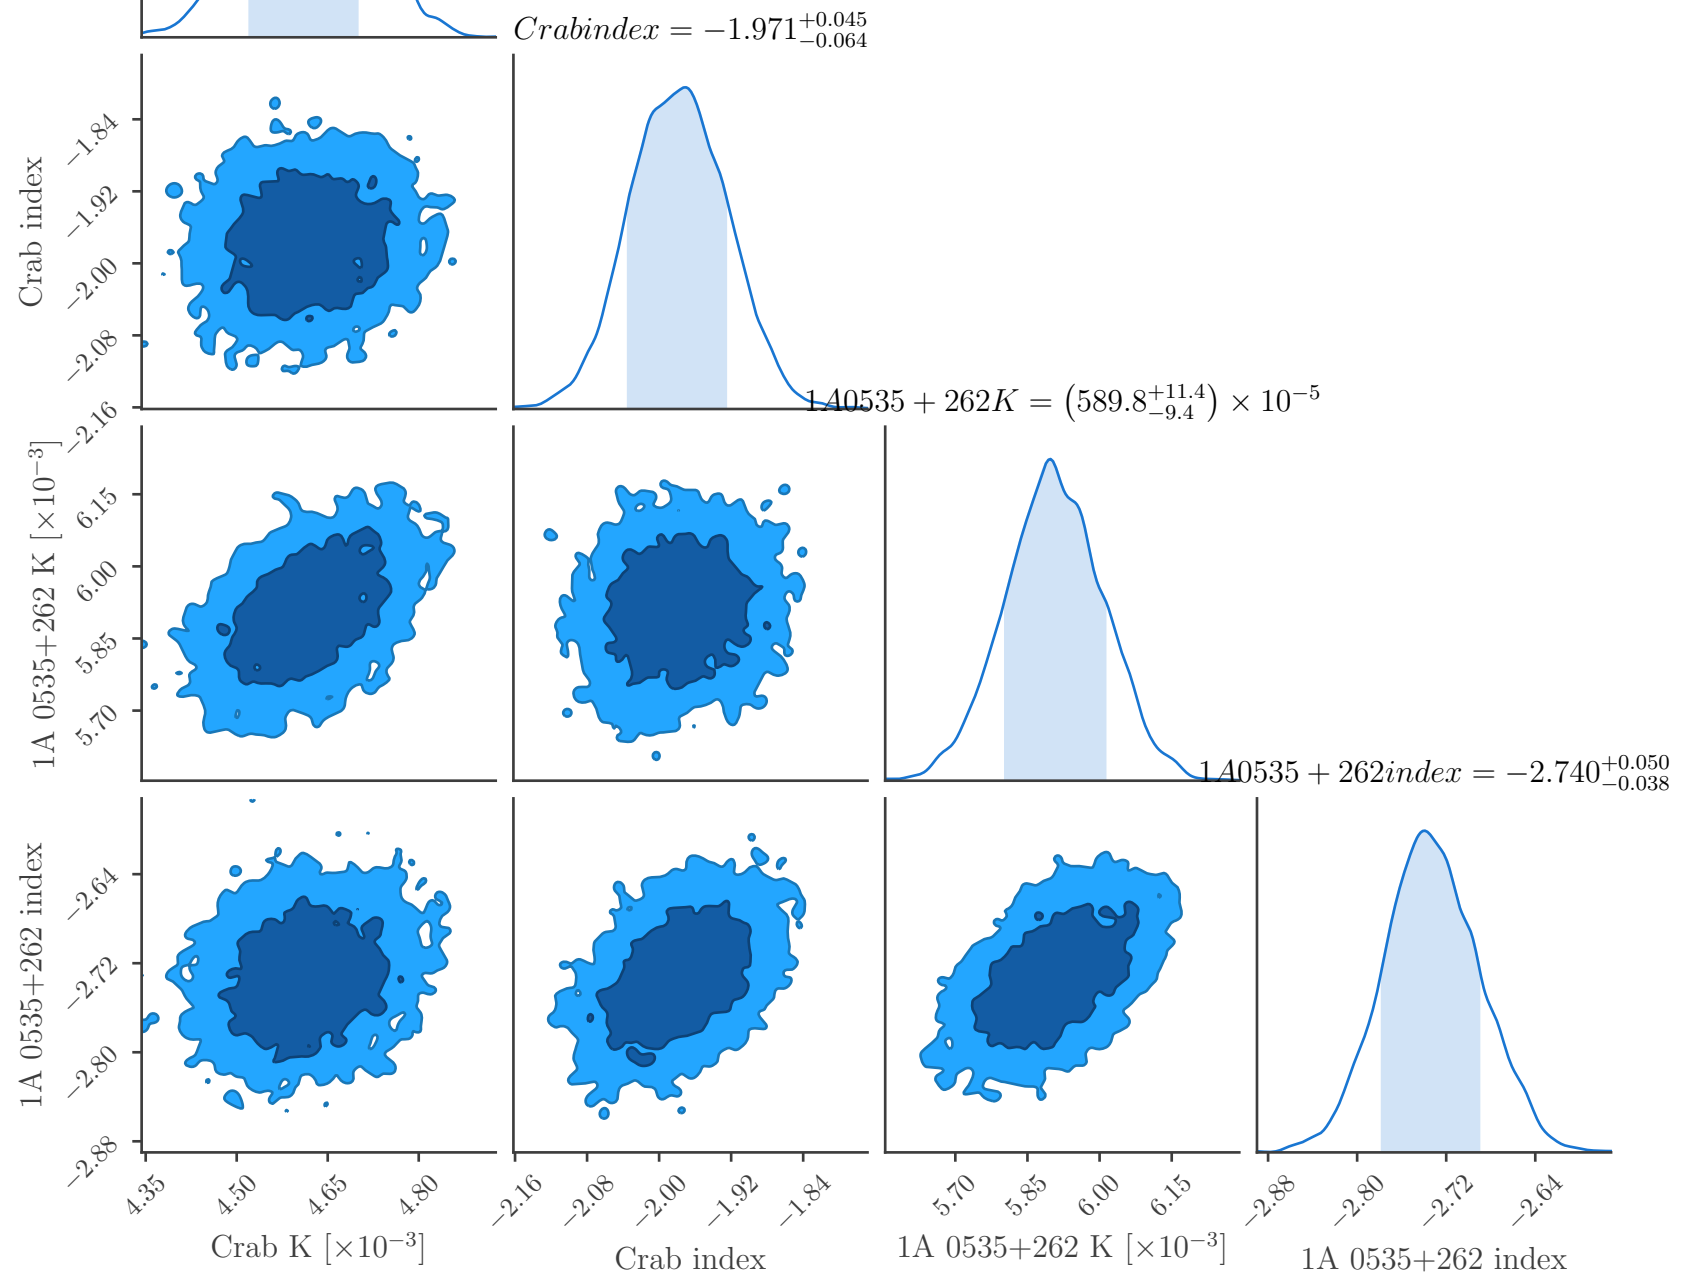 Crabindex = −1.971 +0.045 −0.064
Crab index
−1.84
−1.92
−2.00
−2.08
−2.16
1A0535 + 262K = (589.8 +11.4 −9.4) × 10−5
1A 0535+262 K [×10−3]
6.15
6.00
5.85
5.70
1A0535 + 262index = −2.740 +0.050 −0.038
1A 0535+262 index
−2.64
−2.72
−2.80
−2.88
4.35 4.50 4.65 4.80
−2.16 −2.08 −2.00 −1.92 −1.84
5.70 5.85 6.00 6.15
−2.88 −2.80 −2.72 −2.64
Crab K [×10−3]
Crab index
1A 0535+262 K [×10−3]
1A 0535+262 index